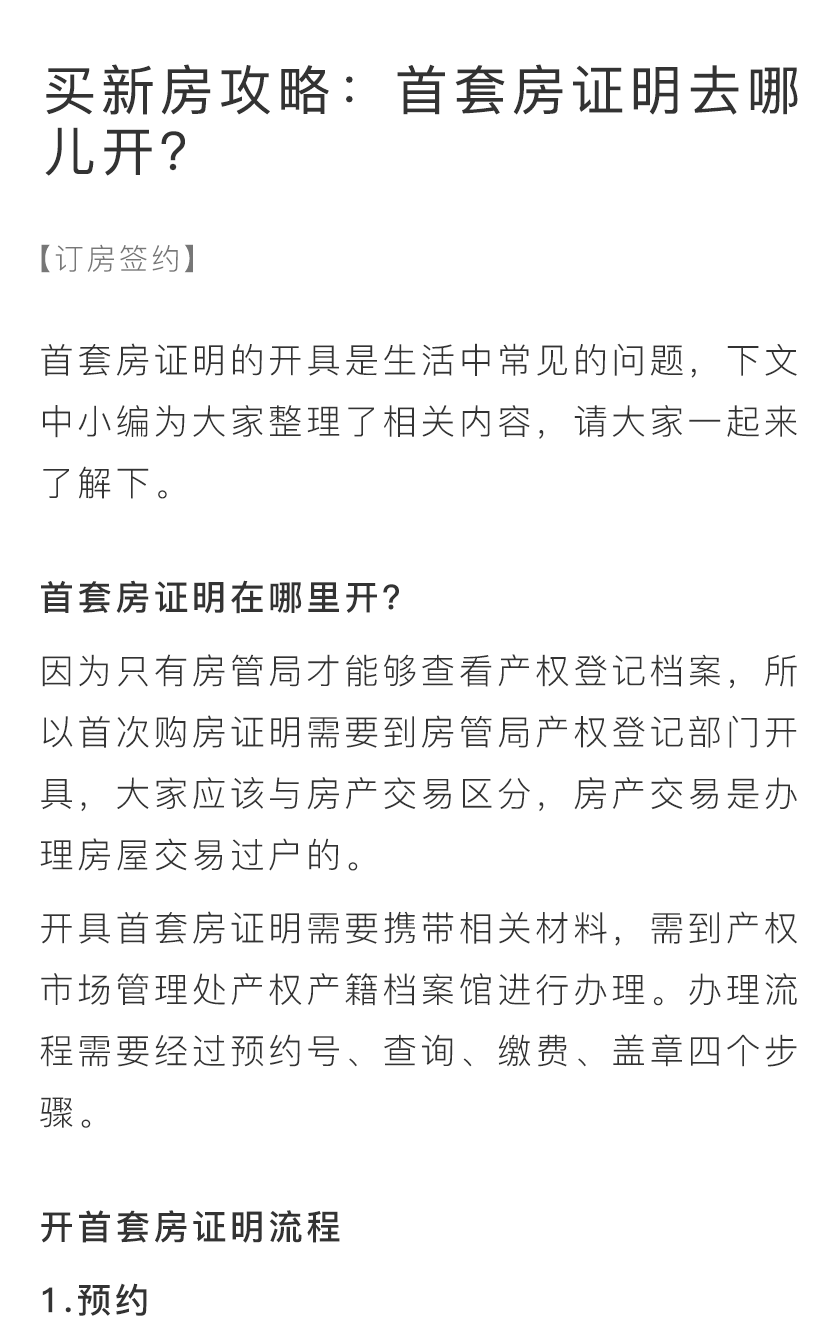 买新房攻略：首套房证明去哪
儿开?
【订房签约】
首套房证明的开具是生活中常见的问题，下文
中小编为大家整理了相关内容，请大家一起来
了解下。
首套房证明在哪里开?
因为只有房管局才能够查看产权登记档案，所
以首次购房证明需要到房管局产权登记部门开
具，大家应该与房产交易区分，房产交易是办
理房屋交易过户的。
开具首套房证明需要携带相关材料，需到产权
市场管理处产权产籍档案馆进行办理。办理流
程需要经过预约号、查询、缴费、盖章四个步
骤。
开首套房证明流程
1.预约